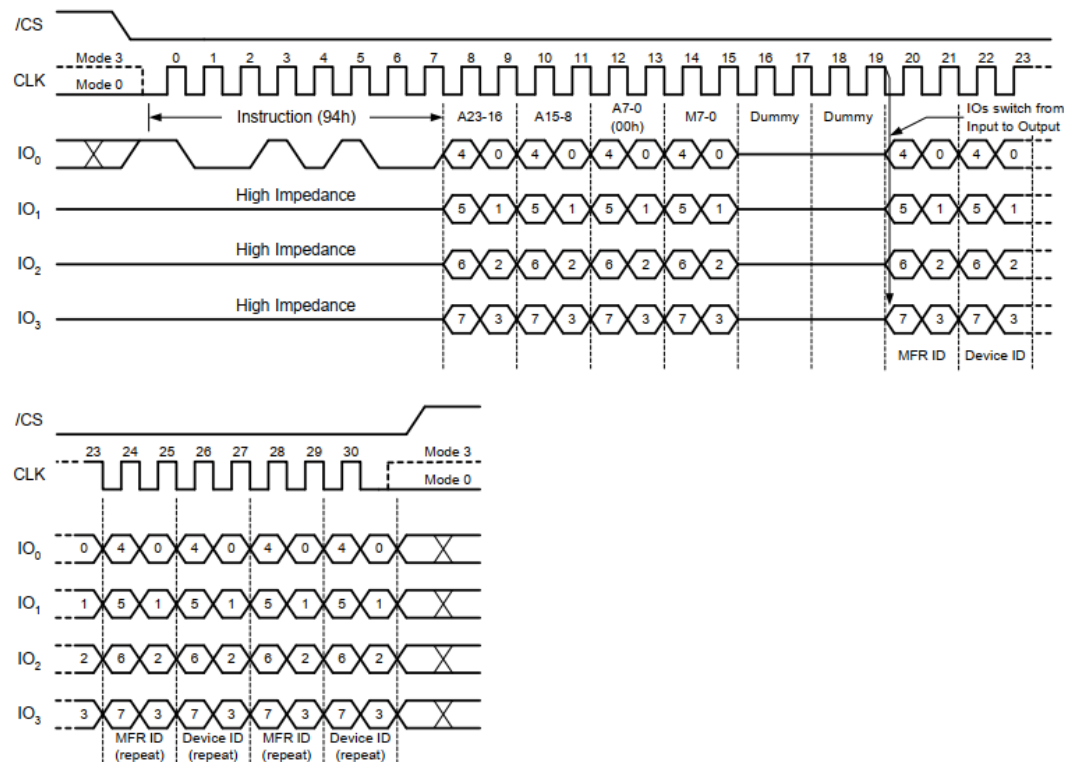 /CS
Mode 3 0 1 2 3 4 5 6 7 8 9 10 11 12 13 14 15 16 17 18 19 20 21 22 23
CLK Mode 0
Instruction (94h) A23-16 A15-8 A7-0 (00h) M7-0 Dummy Dummy IOs switch from
Input to Output
IO0 4 0 4 0 4 0 4 0 4 0 4 0
High Impedance
IO1 5 1 5 1 5 1 5 1 5 1 5 1
High Impedance
IO2 6 2 6 2 6 2 6 2 6 2 6 2
High Impedance
IO3 7 3 7 3 7 3 7 3 7 3 7 3
MFR ID Device ID
/CS
23 24 25 26 27 28 29 30 Mode 3
CLK Mode 0
IO0 0 4 0 4 0 4 0 4 0
IO1 1 5 1 5 1 5 1 5 1
IO2 2 6 2 6 2 6 2 6 2
IO3 3 7 3 7 3 7 3 7 3
MFR ID Device ID MFR ID Device ID
(repeat) (repeat) (repeat) (repeat)